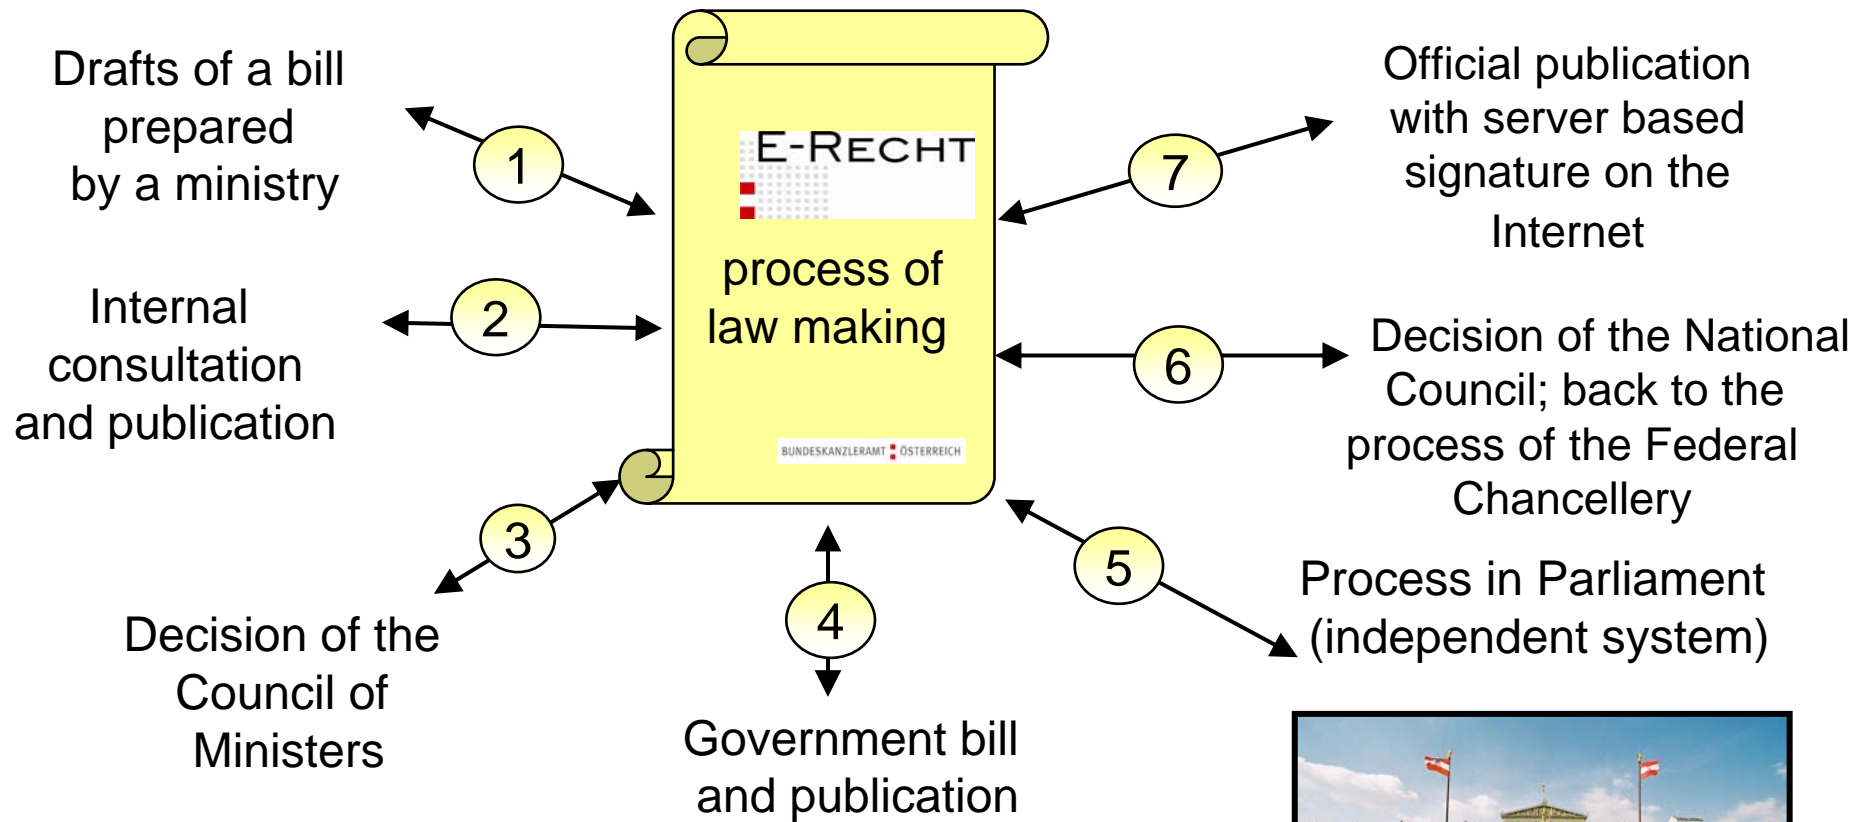 Drafts of a bill
prepared
by a ministry
1
Internal
consultation
and publication
2
3
Decision of the
Council of
Ministers
E-RECHT
process of
law making
BUNDESKANZLERAMT ÖSTERREICH
4
Government bill
and publication
5
Process in Parliament
(independent system)
6
Decision of the National
Council; back to the
process of the Federal
Chancellery
7
Official publication
with server based
signature on the
Internet